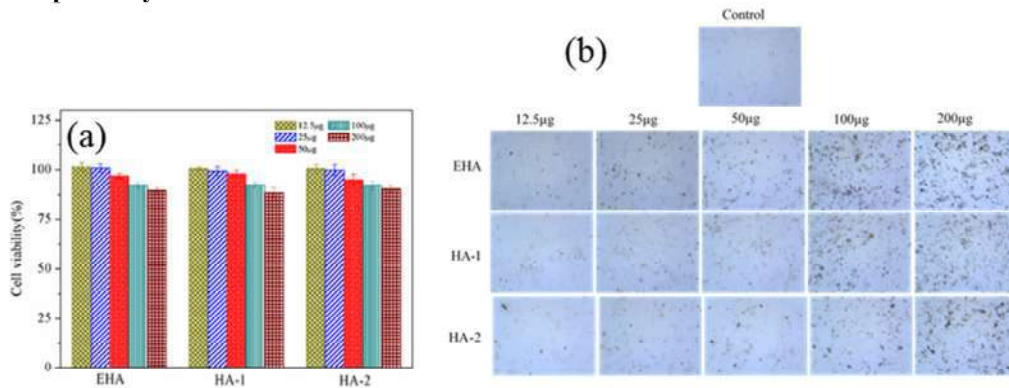 Control
(b)
12.5µg 25µg 50µg 100µg 200µg
EHA
HA-1
HA-2
(a)
12.5µg 100µg
25µg 200µg
50µg
Cell viability(%)
125
100
75
50
25
0
EHA HA-1 HA-2